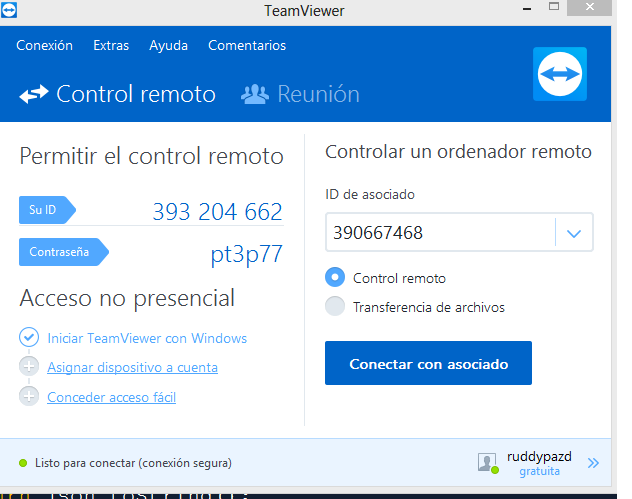 TeamViewer
Conexión Extras Ayuda Comentarios
Control remoto Reunión
Permitir el control remoto
Su ID 393 204 662
Contraseña pt3p77
Acceso no presencial
Iniciar TeamViewer con Windows
Asignar dispositivo a cuenta
Conceder acceso fácil
Controlar un ordenador remoto
ID de asociado
390667468
Control remoto
Transferencia de archivos
Conectar con asociado
Listo para conectar (conexión segura)
ruddypazd
gratuita